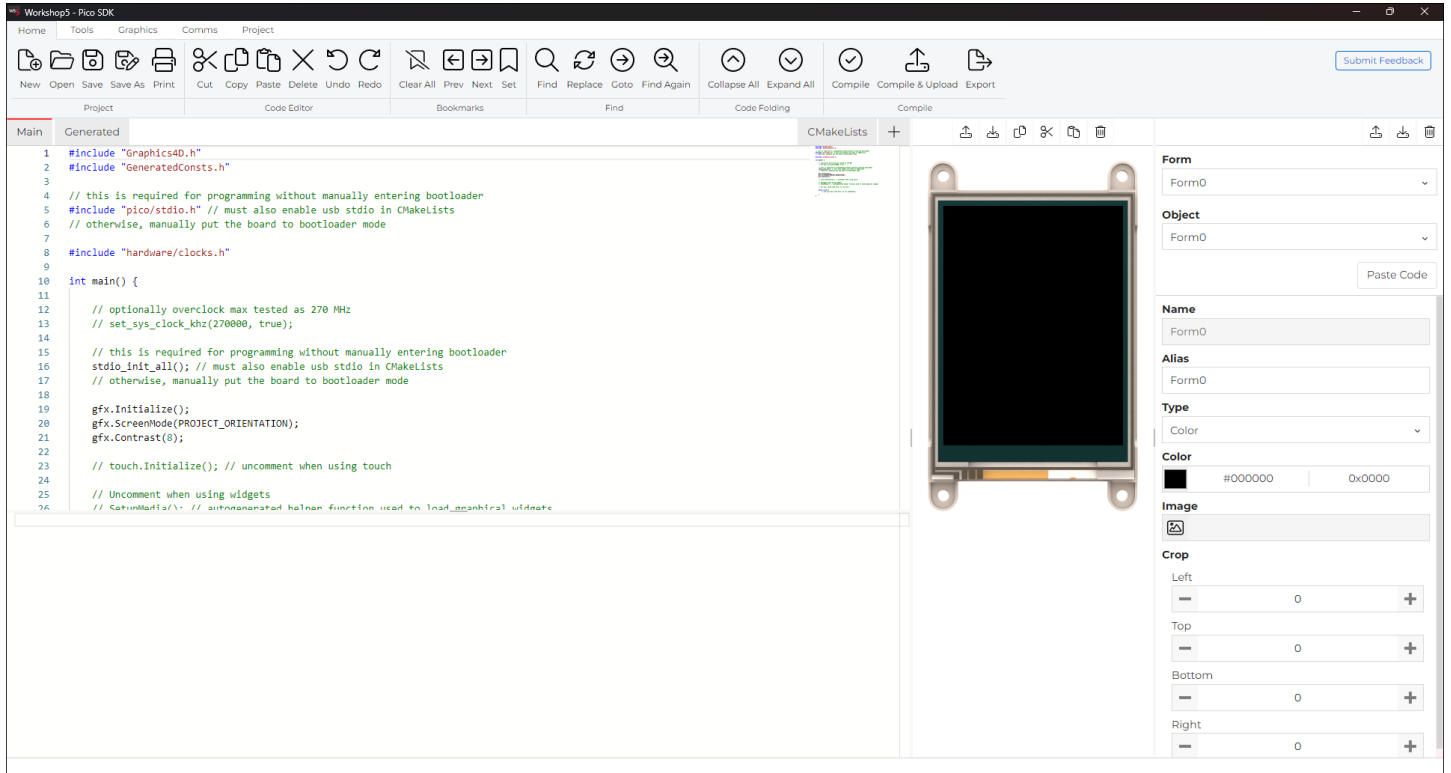 Workshop5 - Pico SDK
Home Tools Graphics Comms Project
New Open Save Save As Print Cut Copy Paste Delete Undo Redo Clear All Prev Next Set Find Replace Goto Find Again Collapse All Expand All Compile Compile & Upload Export
Submit Feedback
Project Code Editor Bookmarks Find Code Folding Compile
Main Generated CMakeLists
1 #include "Graphics4D.h"
2 #include "GeneratedConsts.h"
3
4 // this is required for programming without manually entering bootloader
5 #include "pico/stdio.h" // must also enable usb stdio in CMakeLists
6 // otherwise, manually put the board to bootloader mode
7
8 #include "hardware/clocks.h"
9
10 int main() {
11
12 // optionally overclock max tested as 270 MHz
13 // set_sys_clock_khz(270000, true);
14
15 // this is required for programming without manually entering bootloader
16 stdio_init_all(); // must also enable usb stdio in CMakeLists
17 // otherwise, manually put the board to bootloader mode
18
19 gfx.Initialize();
20 gfx.ScreenMode(PROJECT_ORIENTATION);
21 gfx.Contrast(8);
22
23 // touch.Initialize(); // uncomment when using touch
24
25 // Uncomment when using widgets
26 // SetupMedia(); // autogenerated helper function used to load graphical widgets
Form
Form0
Object
Form0
Paste Code
Name
Form0
Alias
Form0
Type
Color
Color
#000000 0x0000
Image
Crop
Left
0
Top
0
Bottom
0
Right
0